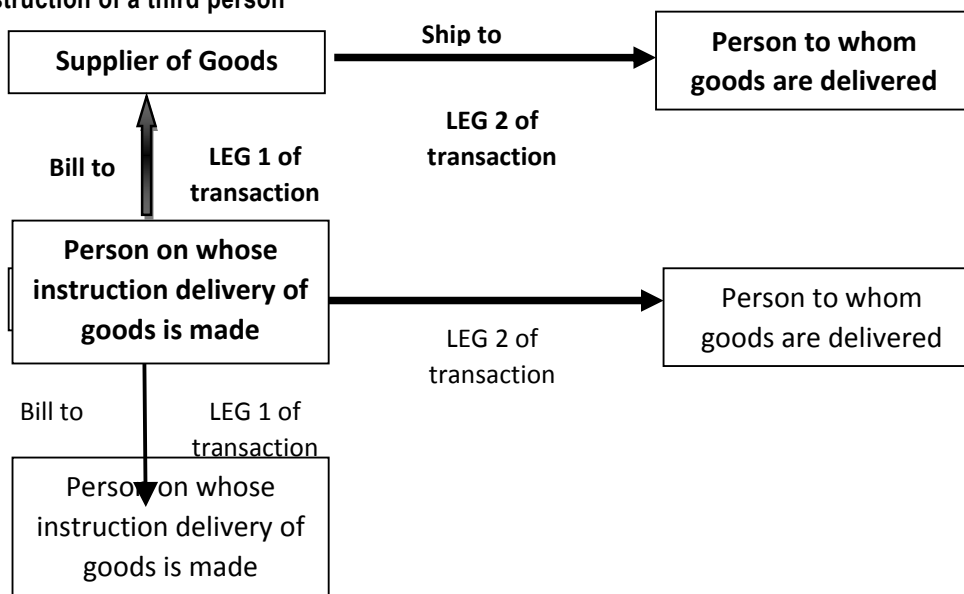 struction of a third person
Supplier of Goods
Ship to
Person to whom
goods are delivered
Bill to
LEG 1 of
transaction
LEG 2 of
transaction
Person on whose
instruction delivery of
goods is made
Person to whom
goods are delivered
LEG 2 of
transaction
Bill to
LEG 1 of
transaction
Person on whose
instruction delivery of
goods is made